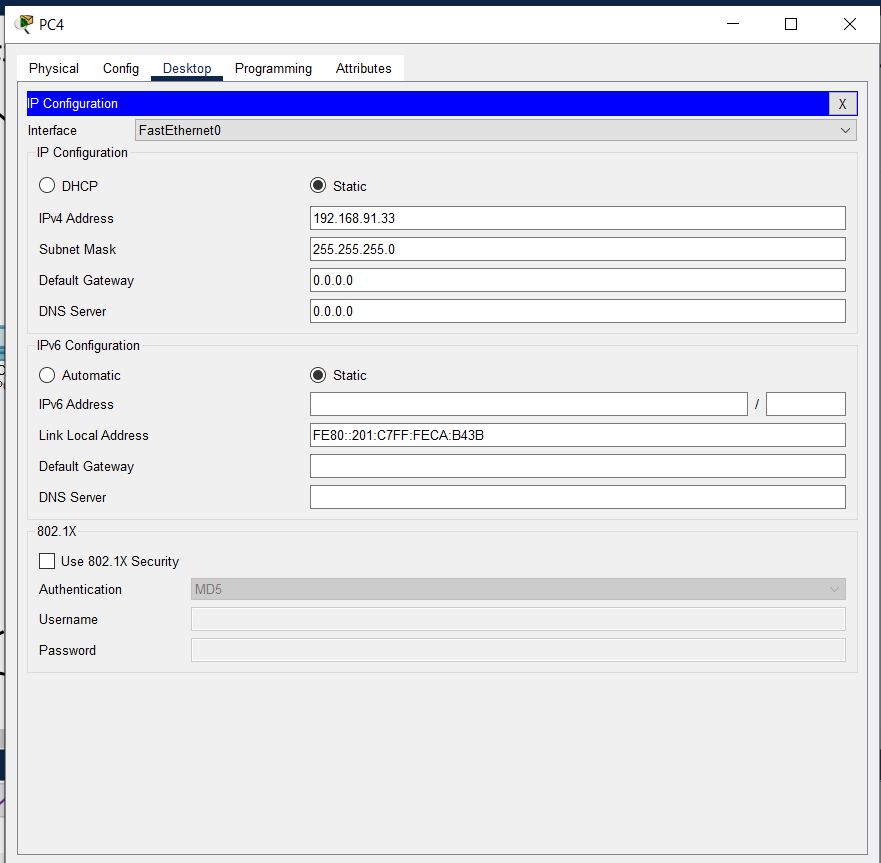 PC4
Physical Config Desktop Programming Attributes
IP Configuration X
Interface FastEthernet0
IP Configuration
DHCP Static
IPv4 Address 192.168.91.33
Subnet Mask 255.255.255.0
Default Gateway 0.0.0.0
DNS Server 0.0.0.0
IPv6 Configuration
Automatic Static
IPv6 Address /
Link Local Address FE80::201:C7FF:FECA:B43B
Default Gateway
DNS Server
802.1X
Use 802.1X Security
Authentication MD5
Username
Password